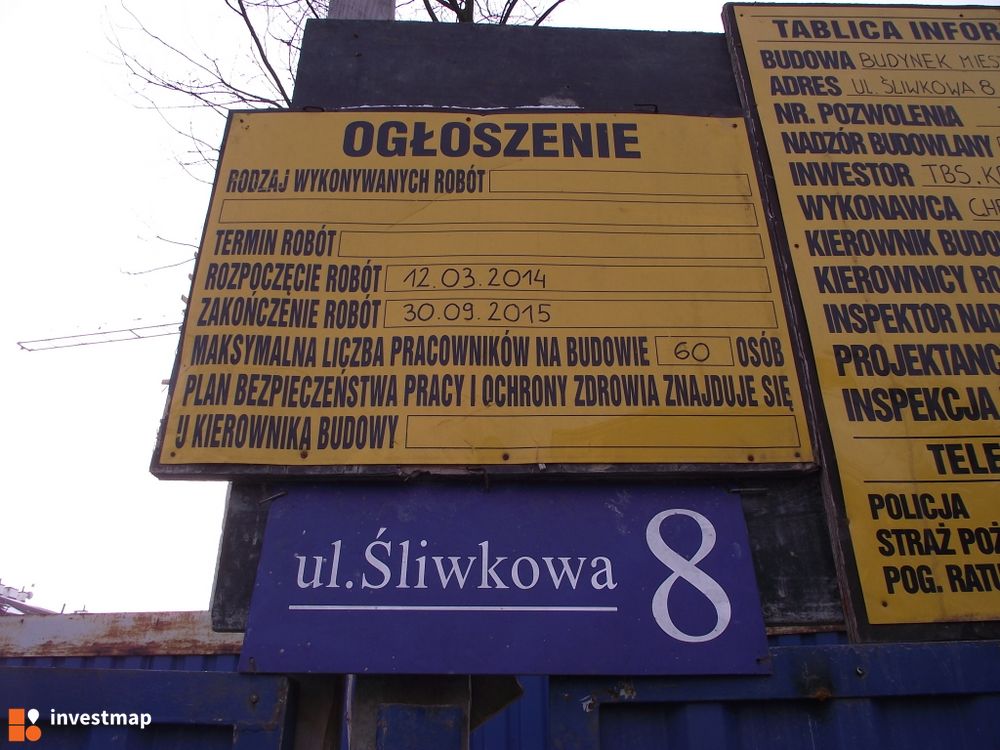 OGŁOSZENIE
RODZAJ WYKONYWANYCH ROBÓT
TERMIN ROBÓT
ROZPOCZĘCIE ROBÓT 12.03.2014
ZAKOŃCZENIE ROBÓT 30.09.2015
MAKSYMALNA LICZBA PRACOWNIKÓW NA BUDOWIE 60 OSÓB
PLAN BEZPIECZEŃSTWA PRACY I OCHRONY ZDROWIA ZNAJDUJE SIĘ
U KIEROWNIKA BUDOWY
ul. Śliwkowa 8
TABLICA INFOR
BUDOWA BUDYNEK MIES
ADRES UL. ŚLIWKOWA 8
NR. POZWOLENIA
NADZÓR BUDOWLANY
INWESTOR TBS. K
WYKONAWCA CHE
KIEROWNIK BUDO
KIEROWNICY RO
INSPEKTOR NAD
PROJEKTANC
INSPEKCJA
TELE
POLICJA
STRAŻ POŻ
POG. RATU
investmap